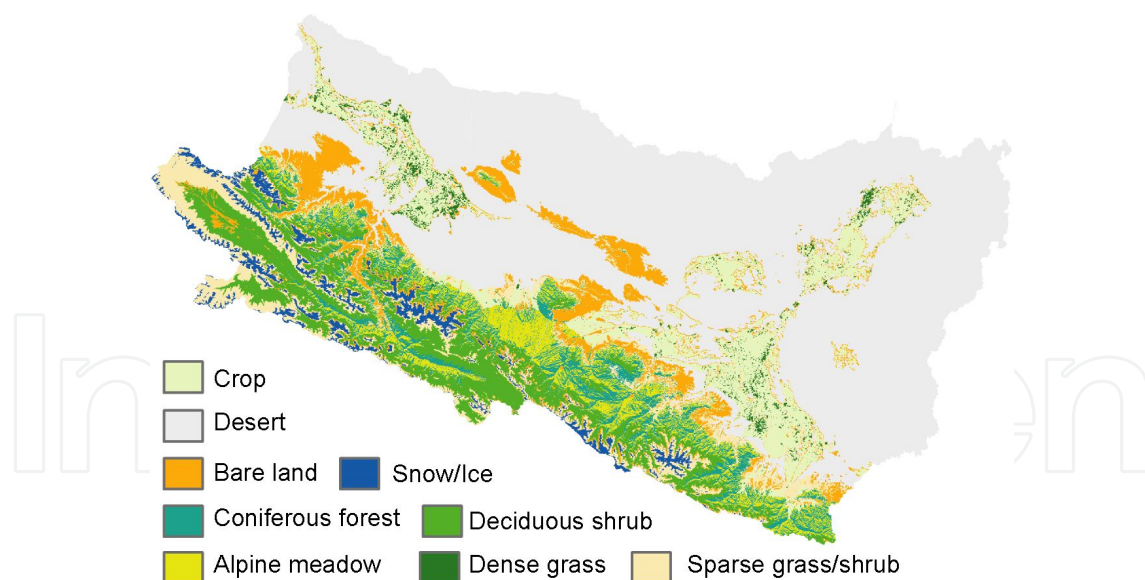 Crop
Desert
Bare land Snow/Ice
Coniferous forest Deciduous shrub
Alpine meadow Dense grass Sparse grass/shrub